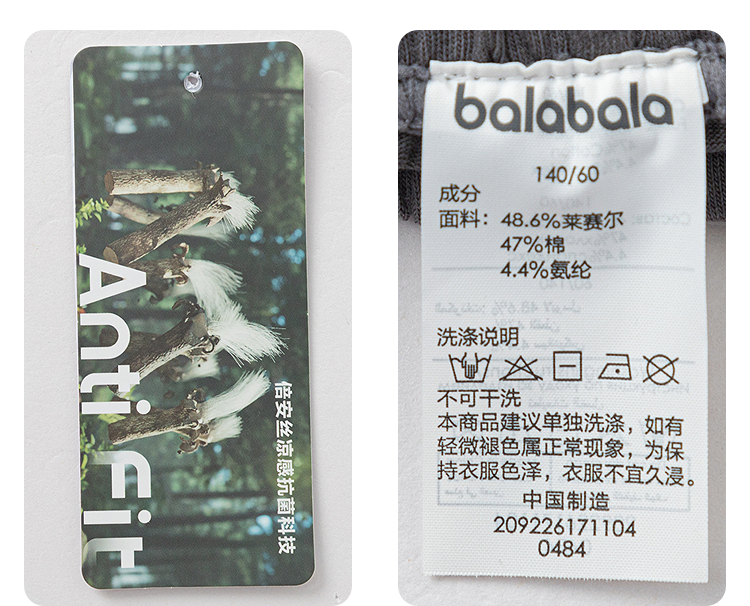 Anti Fit
倍安丝凉感抗菌科技
balabala
140/60
成分
面料：48.6%莱赛尔
47%棉
4.4%氨纶
洗涤说明
不可干洗
本商品建议单独洗涤，如有
轻微褪色属正常现象，为保
持衣服色泽，衣服不宜久浸。
中国制造
209226171104
0484